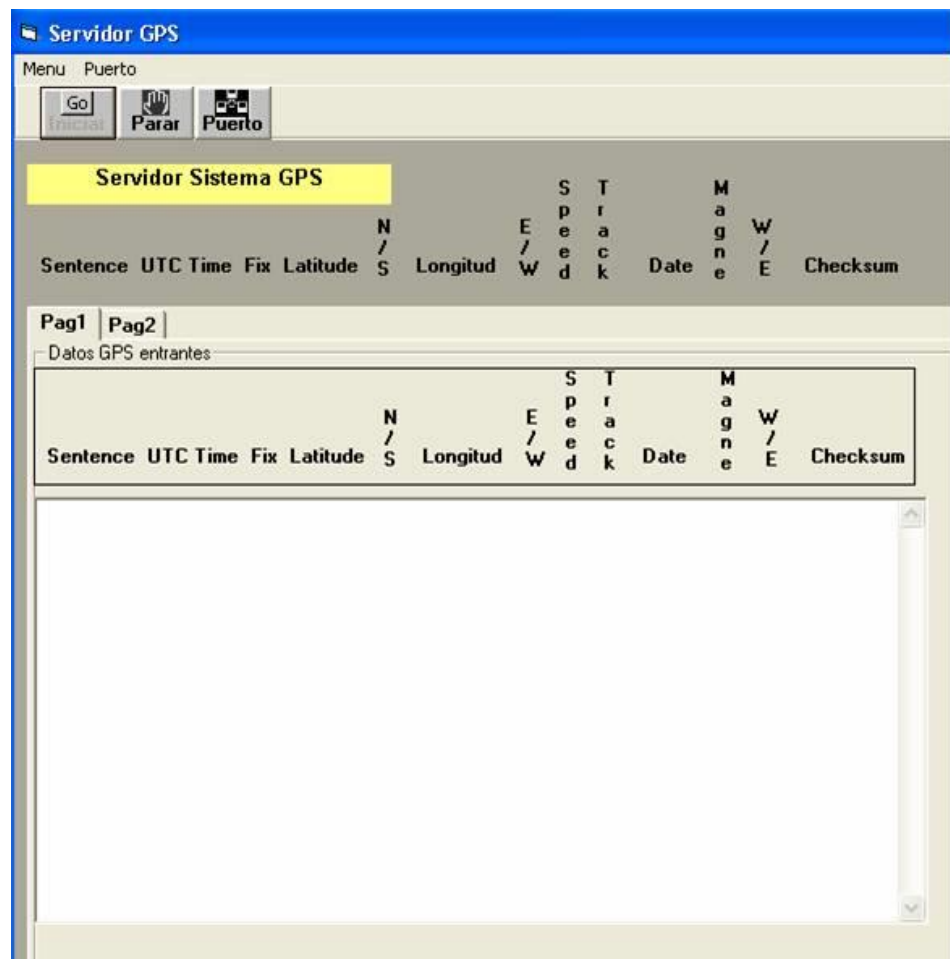 Servidor GPS
Menu Puerto
Go
Iniciar Parar Puerto
Servidor Sistema GPS
Sentence UTC Time Fix Latitude N/S Longitud E/W Speed Track Date Magne W/E Checksum
Pag1 Pag2
Datos GPS entrantes
Sentence UTC Time Fix Latitude N/S Longitud E/W Speed Track Date Magne W/E Checksum